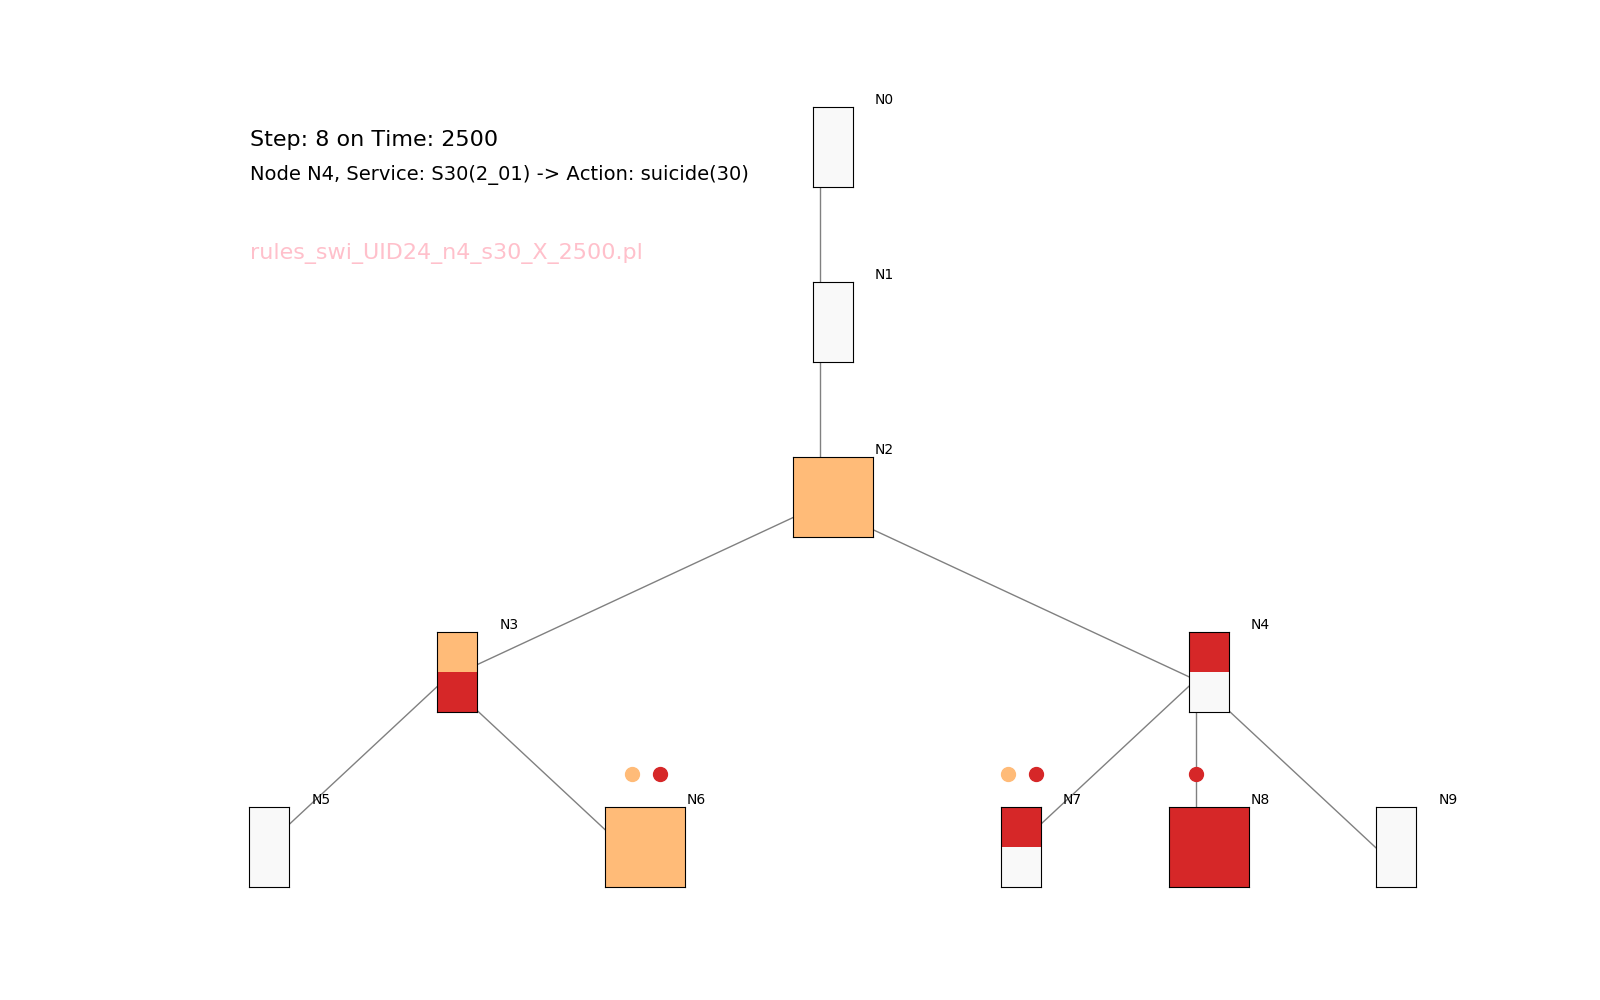 N0
Step: 8 on Time: 2500
Node N4, Service: S30(2_01) -> Action: suicide(30)
rules_swi_UID24_n4_s30_X_2500.pl
N1
N2
N3
N4
N5
N6
N7
N8
N9